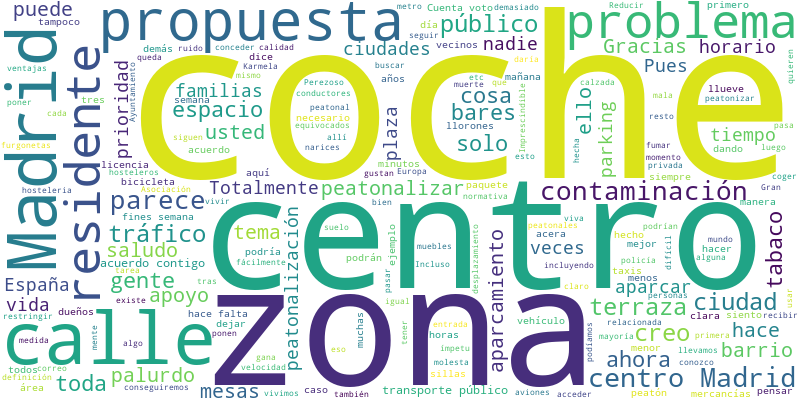 puede
tampoco
Madrid
ventajas
poner
cada
tres
furgonetas
hosteleria
residente
Ayuntamiento
prioridad
licencia
hosteleros
bicicleta
propuesta
demás
ruido
queda
conceder
calidad
dice
Karmela
mismo
familias
semana
espacio
siguen
usted
acuerdo
Perezoso
conductores
peatonal
necesario
equivocados
allí
narices
buscar
años
ciudades
metro
seguir
Cuenta voto
día
vecinos
público
demasiado
nadie
mañana
etc
muerte
que
cosa
bares
llorones
plaza
solo
minutos
gustan
Europa
esto
Imprescindible
calzada
daría
hecha
ello
parking
problema
Reducir
primero
Gracias
horario
Pues
quieren
llueve
mala
peatonizar
resto
tiempo
fumar
momento
privada
dando
luego
pasa
siempre
coger
Gran
coche
parece
fines semana
vivir
Asociación
Totalmente
aquí
peatonalizar
paquete
normativa
bien
contaminación
manera
tabaco
tráfico
saludo
acuerdo contigo
tema
podría
fácilmente
tarea
tras
gente
apoyo
España
vida
dueños
existe
restringir
hace falta
dejar
ponen
peatonalización
suelo
muebles
podrán
Incluso
pasar
ejemplo
igual
desplazamiento
centro
acera
veces
incluyendo
claro
viva
peatonales
hecho
mejor
podrían
difícil
policía
taxis
menos
personas
mundo
hacer
alguna
aparcar
terraza
ciudad
usar
recibir
siento
clara
calle
medida
mente
algo
todos
correo
definición
área
toda
conseguiremos
palurdo
mesas
también
gana
velocidad
vivimos
eso
muchas
caso
tener
entrada
horas
impetu
molesta
sillas
transporte público
vehículo
aparcamiento
aviones
acceder
zona
podíamos
relacionada
primera
mayoría
creo
hace
menor
llevamos
conozco
barrio
ahora
centro Madrid
peatón
mercancías
pensar